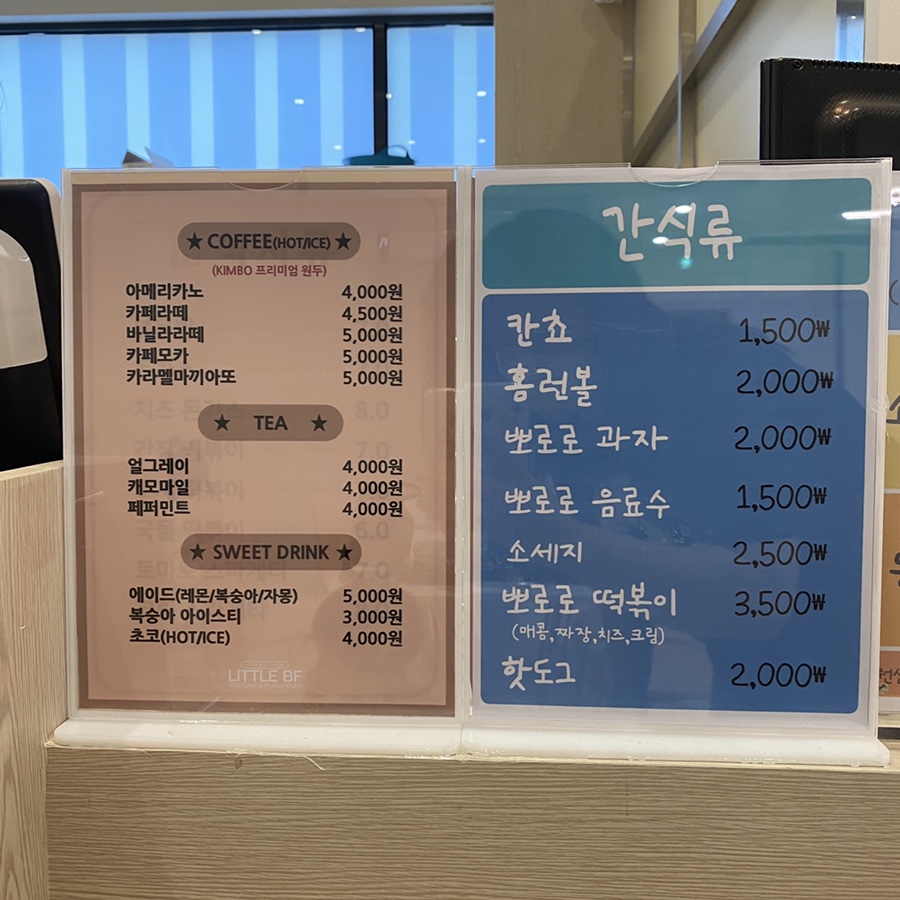 ★ COFFEE(HOT/ICE) ★
(KIMBO 프리미엄 원두)
아메리카노 4,000원
카페라떼 4,500원
바닐라라떼 5,000원
카페모카 5,000원
카라멜마끼아또 5,000원
★ TEA ★
얼그레이 4,000원
캐모마일 4,000원
페퍼민트 4,000원
★ SWEET DRINK ★
에이드(레몬/복숭아/자몽) 5,000원
복숭아 아이스티 3,000원
초코(HOT/ICE) 4,000원
LITTLE BF
간식류
칸쵸 1,500₩
홈런볼 2,000₩
뽀로로 과자 2,000₩
뽀로로 음료수 1,500₩
소세지 2,500₩
뽀로로 떡볶이 3,500₩
(매콤,짜장,치즈,크림)
핫도그 2,000₩